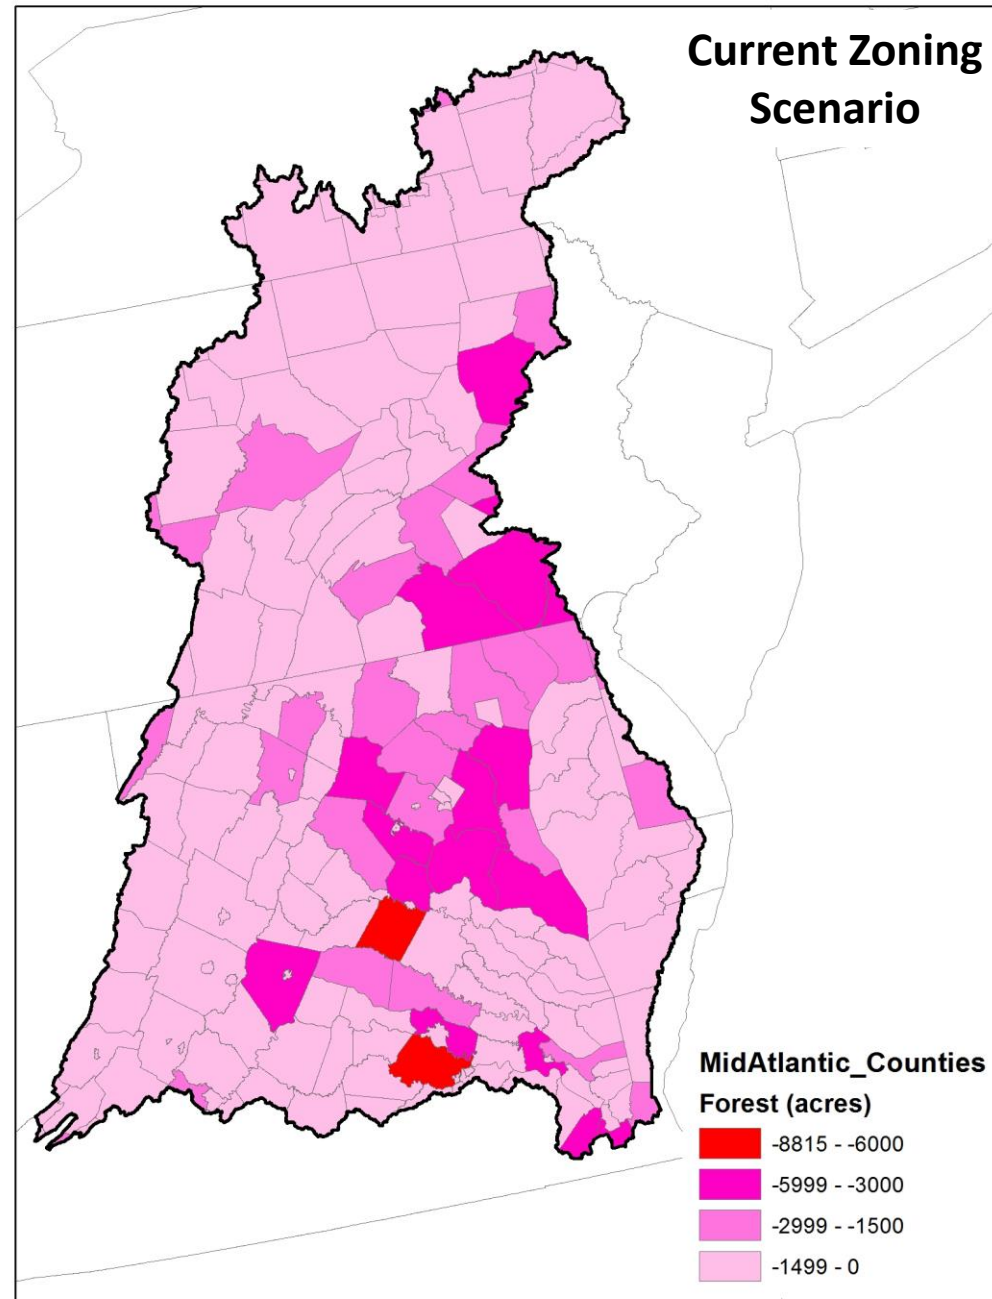 Current Zoning
Scenario
MidAtlantic_Counties
Forest (acres)
-8815 - -6000
-5999 - -3000
-2999 - -1500
-1499 - 0